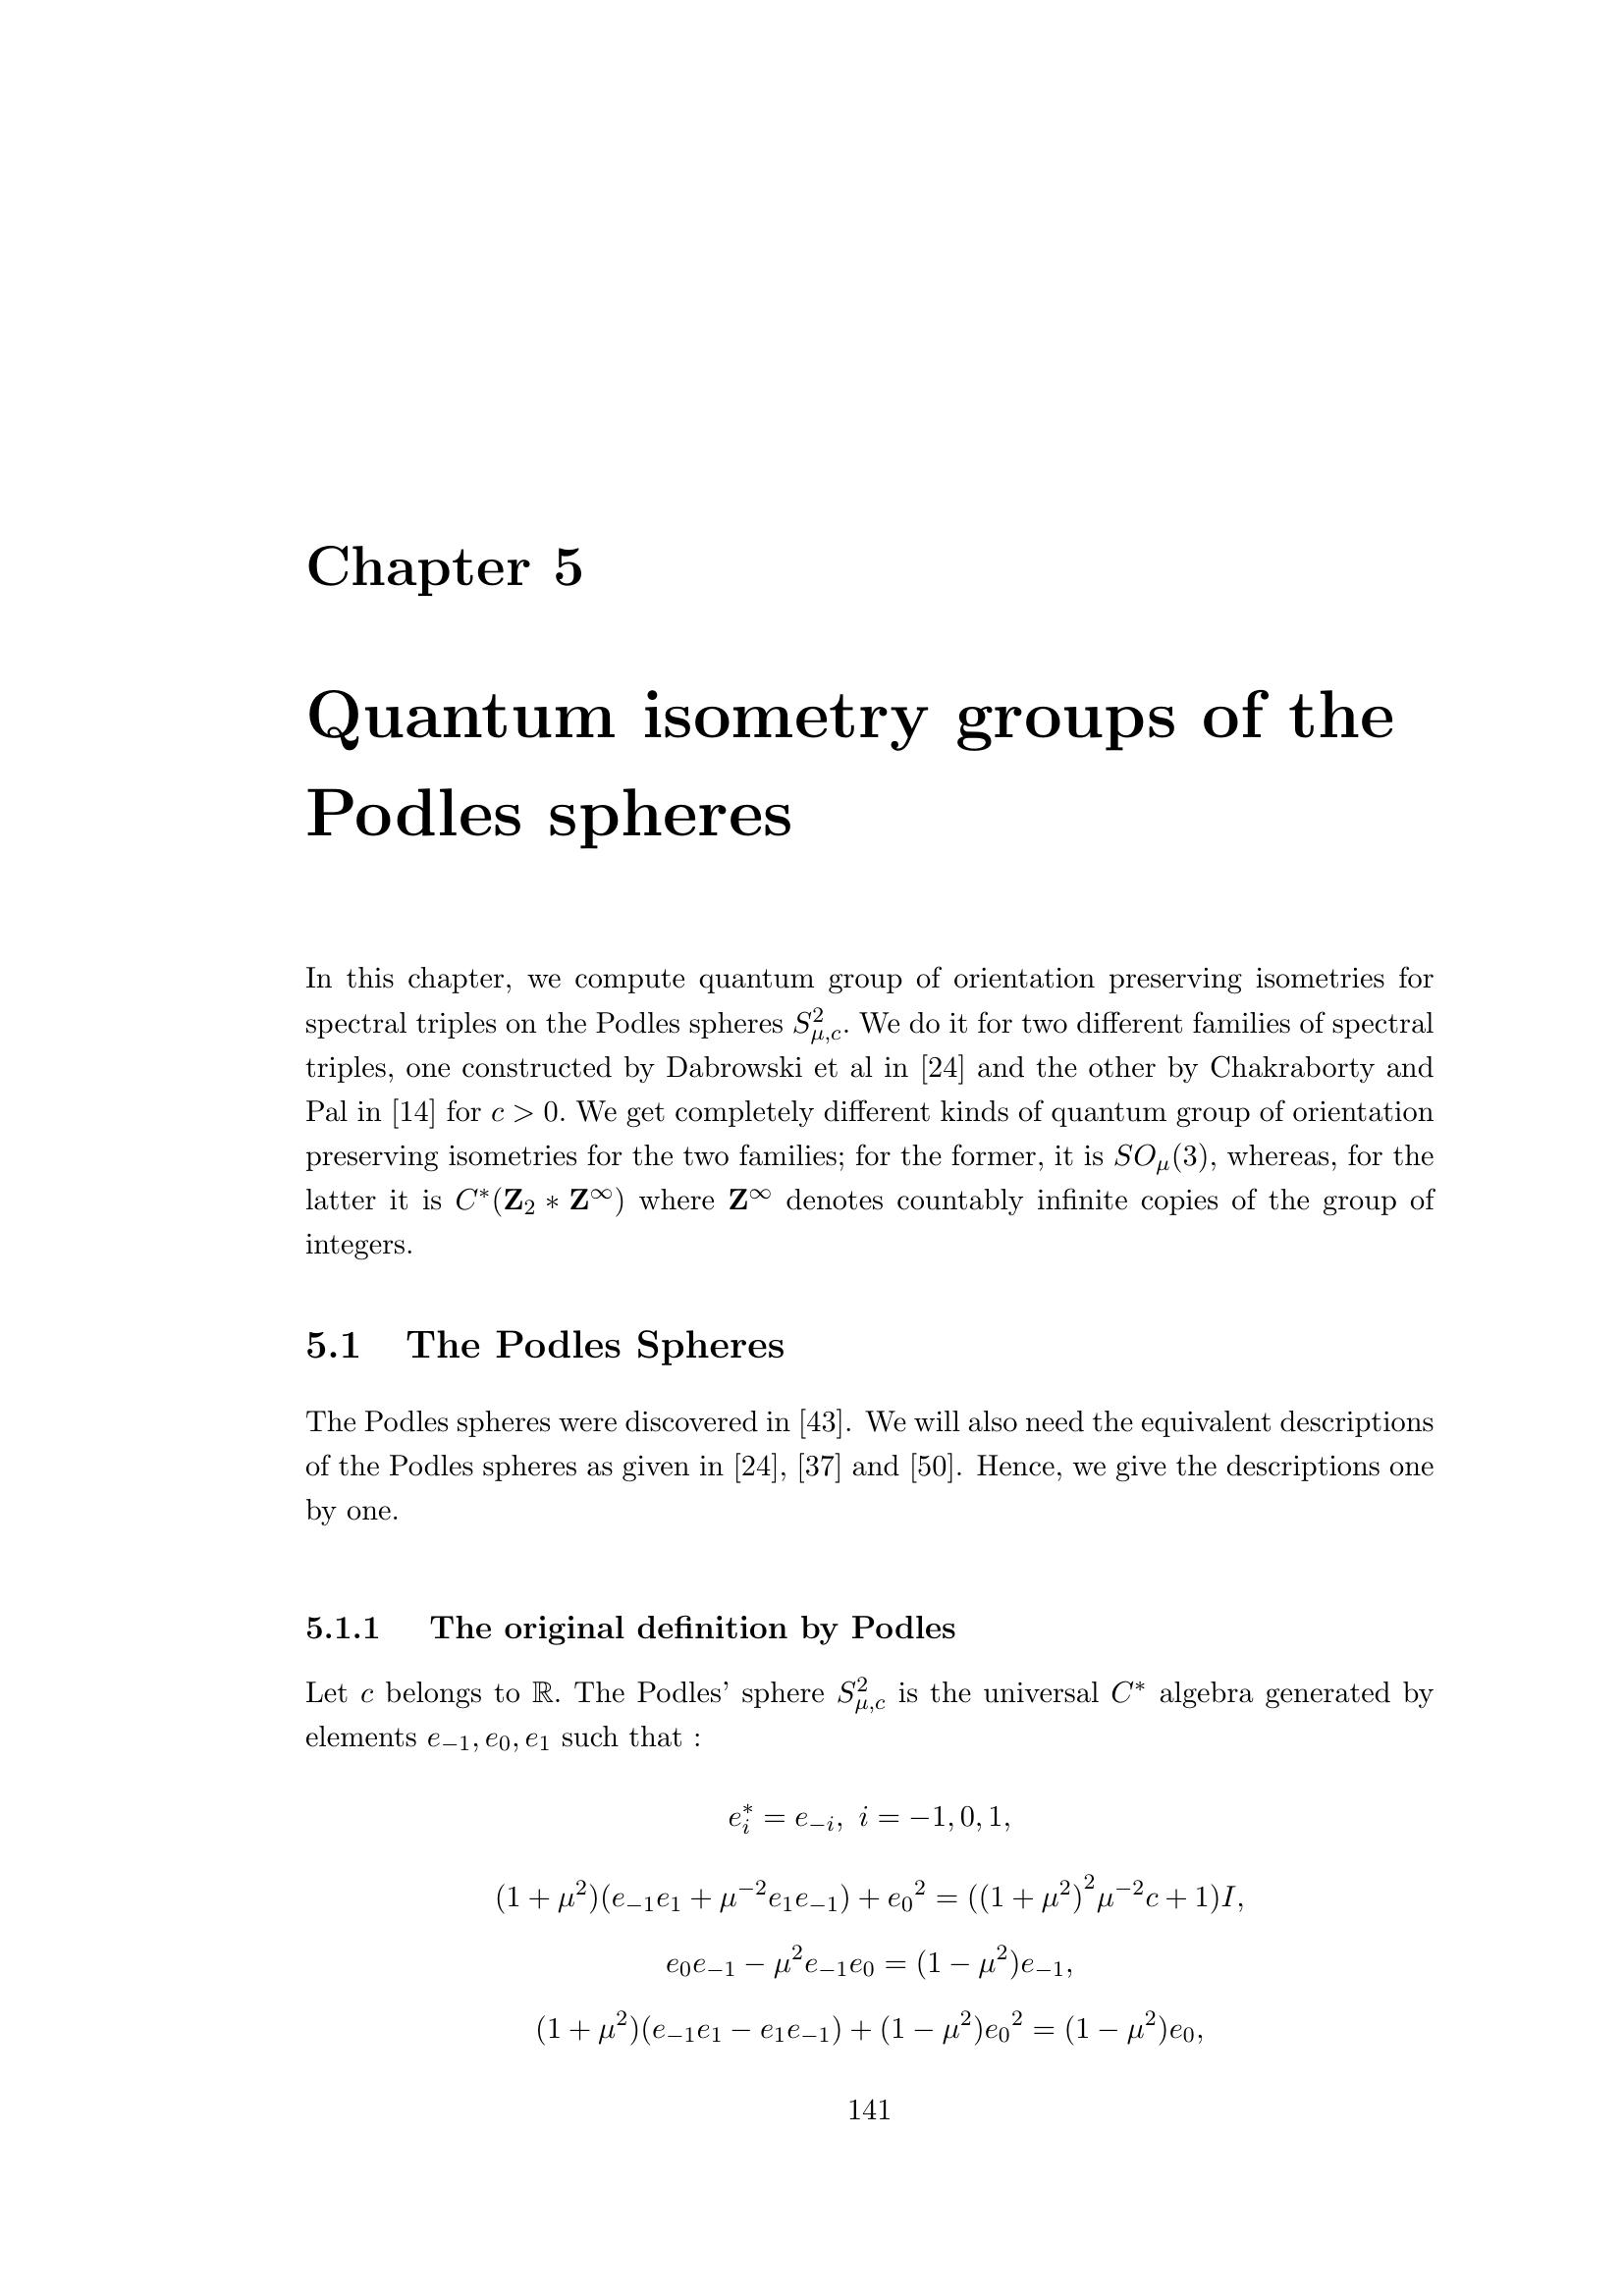 Chapter 5
Quantum isometry groups of the
Podles spheres
In this chapter, we compute quantum group of orientation preserving isometries for
spectral triples on the Podles spheres $S^2_{\mu,c}$. We do it for two different families of spectral
triples, one constructed by Dabrowski et al in [24] and the other by Chakraborty and
Pal in [14] for $c > 0$. We get completely different kinds of quantum group of orientation
preserving isometries for the two families; for the former, it is $SO_\mu(3)$, whereas, for the
latter it is $C^*(\mathbf{Z}_2 * \mathbf{Z}^\infty)$ where $\mathbf{Z}^\infty$ denotes countably infinite copies of the group of
integers.
5.1 The Podles Spheres
The Podles spheres were discovered in [43]. We will also need the equivalent descriptions
of the Podles spheres as given in [24], [37] and [50]. Hence, we give the descriptions one
by one.
5.1.1 The original definition by Podles
Let $c$ belongs to $\mathbb{R}$. The Podles' sphere $S^2_{\mu,c}$ is the universal $C^*$ algebra generated by
elements $e_{-1}, e_0, e_1$ such that :
$e_i^* = e_{-i}, \ i = -1, 0, 1,$
$(1 + \mu^2)(e_{-1}e_1 + \mu^{-2}e_1e_{-1}) + {e_0}^2 = ((1 + \mu^2)^2\mu^{-2}c + 1)I,$
$e_0e_{-1} - \mu^2e_{-1}e_0 = (1 - \mu^2)e_{-1},$
$(1 + \mu^2)(e_{-1}e_1 - e_1e_{-1}) + (1 - \mu^2){e_0}^2 = (1 - \mu^2)e_0,$
141